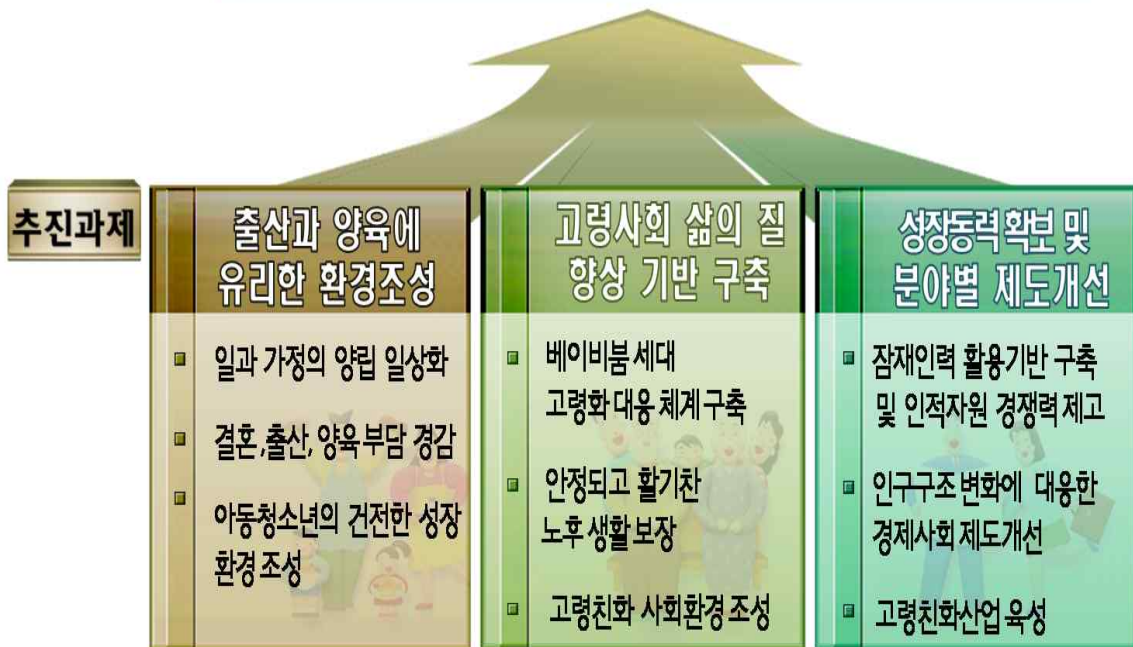 추진과제
출산과 양육에
유리한 환경조성
일과 가정의 양립 일상화
결혼,출산, 양육 부담 경감
아동청소년의 건전한 성장
환경 조성
고령사회 삶의 질
향상 기반 구축
베이비붐 세대
고령화 대응 체계 구축
안정되고 활기찬
노후 생활 보장
고령친화 사회환경 조성
성장동력 확보 및
분야별 제도개선
잠재인력 활용기반 구축
및 인적자원 경쟁력 제고
인구구조 변화에 대응한
경제사회 제도개선
고령친화산업 육성